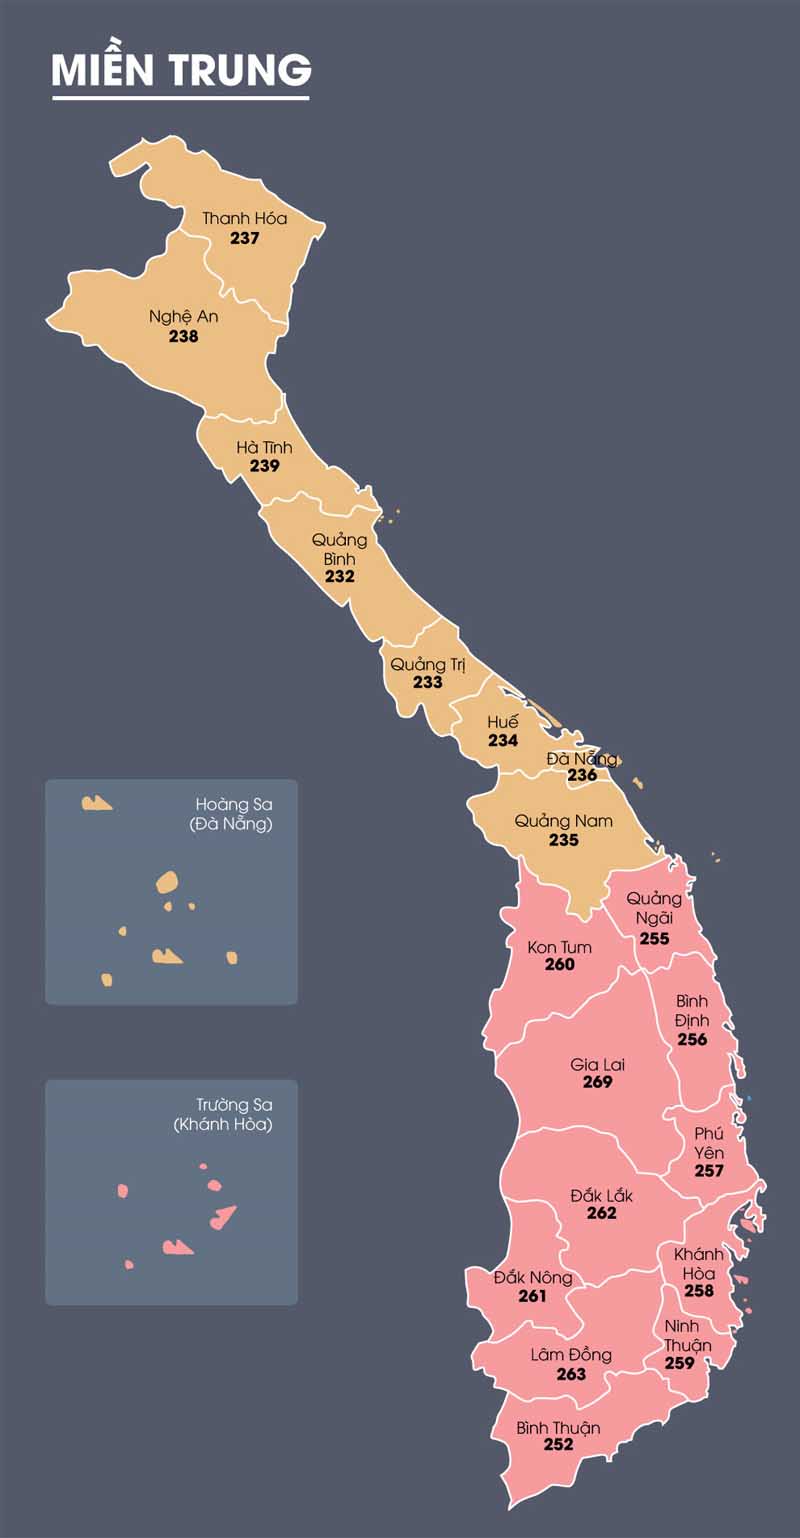 MIỀN TRUNG
Thanh Hóa
237
Nghệ An
238
Hà Tĩnh
239
Quảng
Bình
232
Quảng Trị
233
Huế
234
Đà Nẵng
236
Quảng Nam
235
Hoàng Sa
(Đà Nẵng)
Quảng
Ngãi
255
Kon Tum
260
Bình
Định
256
Gia Lai
269
Trường Sa
(Khánh Hòa)
Phú
Yên
257
Đắk Lắk
262
Khánh
Hòa
258
Đắk Nông
261
Ninh
Thuận
259
Lâm Đồng
263
Bình Thuận
252